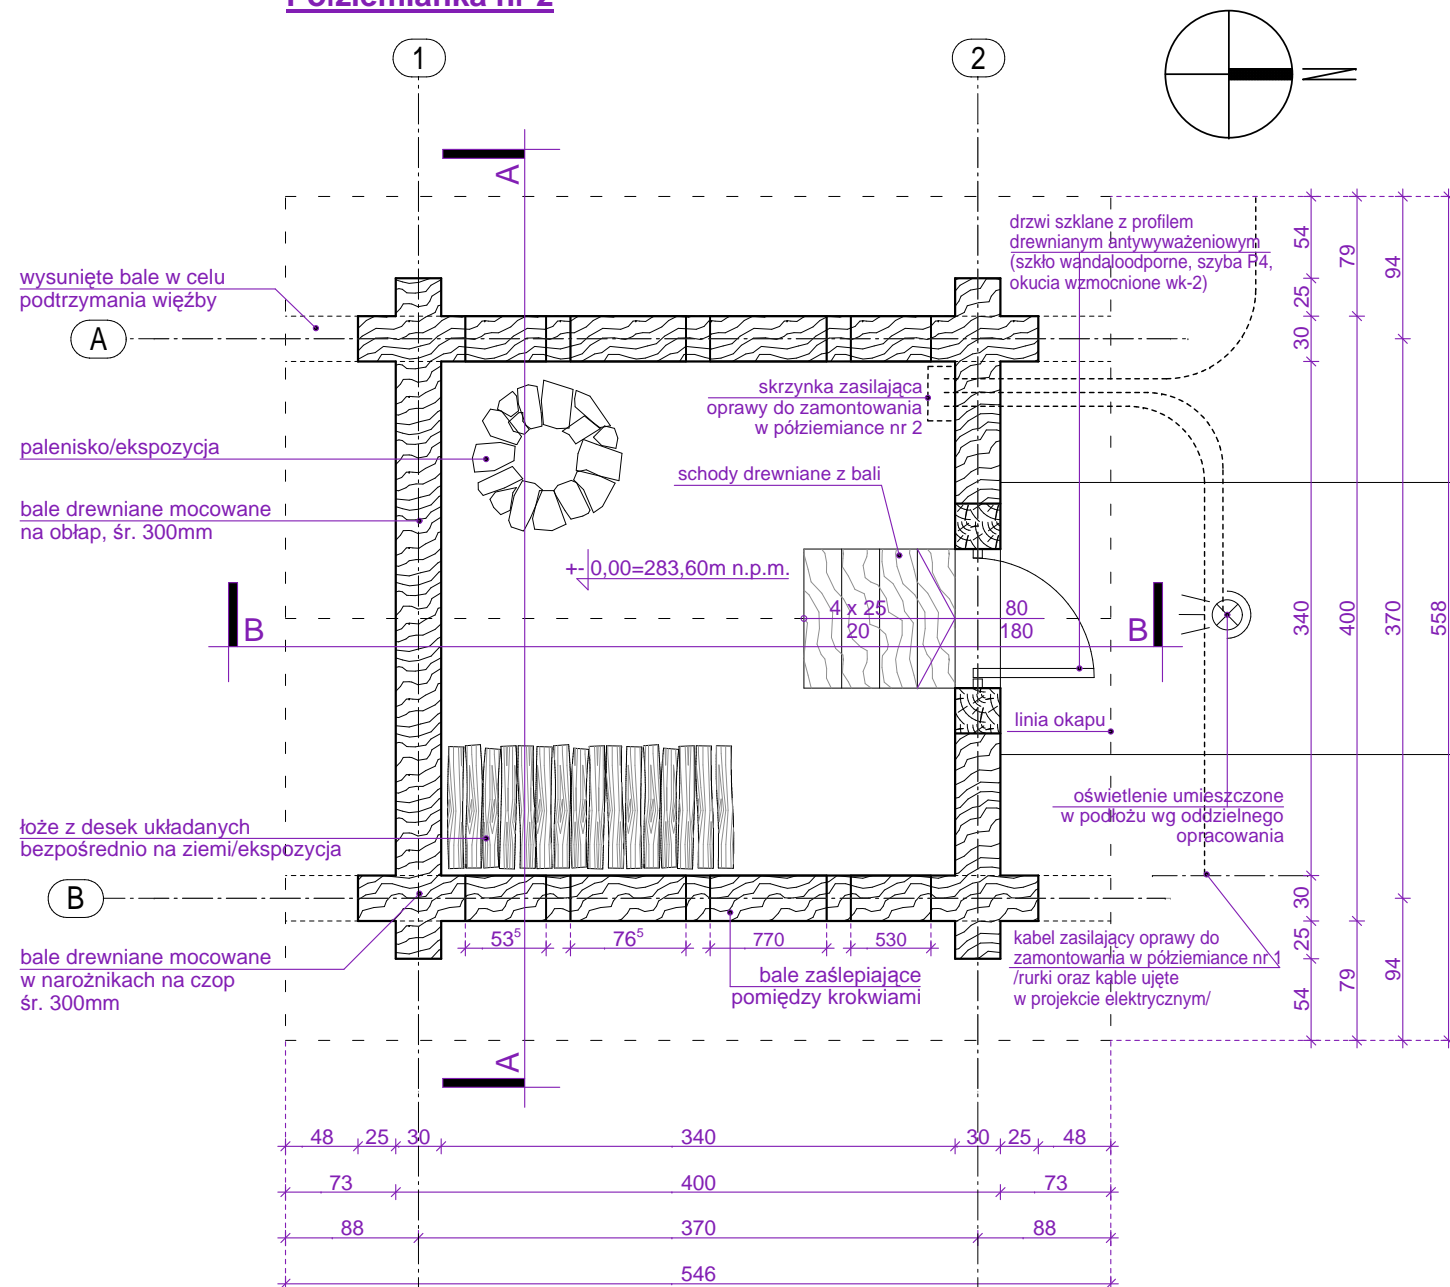 Półziemianka nr 2
1
2
A
drzwi szklane z profilem
drewnianym antywyważeniowym
(szkło wandaloodporne, szyba P4,
okucia wzmocnione wk-2)
54
79
94
25
30
wysunięte bale w celu
podtrzymania więźby
A
skrzynka zasilająca
oprawy do zamontowania
w półziemiance nr 2
palenisko/ekspozycja
schody drewniane z bali
bale drewniane mocowane
na obłap, śr. 300mm
+- 0,00=283,60m n.p.m.
4 x 25
20
80
180
B
B
340
400
370
558
linia okapu
oświetlenie umieszczone
w podłożu wg oddzielnego
opracowania
łoże z desek układanych
bezpośrednio na ziemi/ekspozycja
B
30
25
54
79
94
53⁵
76⁵
770
530
kabel zasilający oprawy do
zamontowania w półziemiance nr 1
/rurki oraz kable ujęte
w projekcie elektrycznym/
bale drewniane mocowane
w narożnikach na czop
śr. 300mm
bale zaślepiające
pomiędzy krokwiami
A
48 25 30 340 30 25 48
73 400 73
88 370 88
546